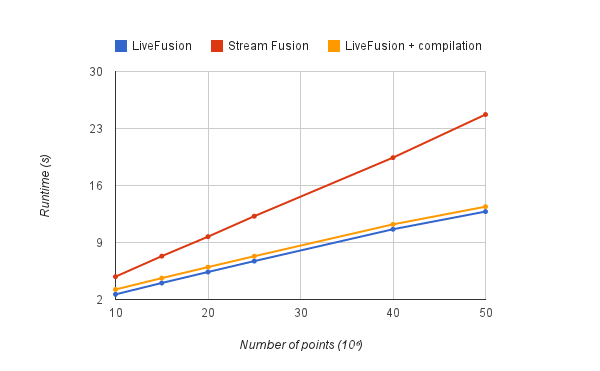 LiveFusion Stream Fusion LiveFusion + compilation
30
23
16
9
2
10 20 30 40 50
Runtime (s)
Number of points (10⁶)